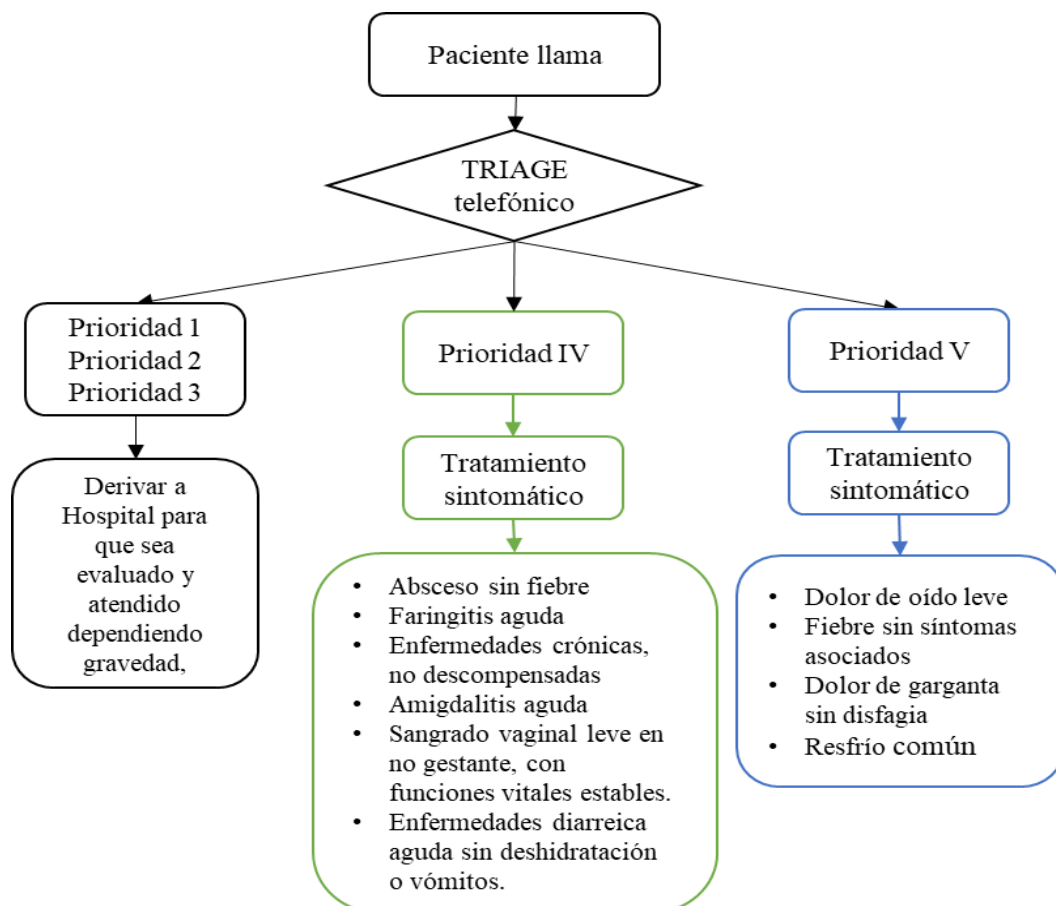 Paciente llama
TRIAGE
telefónico
Prioridad 1
Prioridad 2
Prioridad 3
Derivar a
Hospital para
que sea
evaluado y
atendido
dependiendo
gravedad,
Prioridad IV
Tratamiento
sintomático
• Absceso sin fiebre
• Faringitis aguda
• Enfermedades crónicas,
no descompensadas
• Amigdalitis aguda
• Sangrado vaginal leve en
no gestante, con
funciones vitales estables.
• Enfermedades diarreica
aguda sin deshidratación
o vómitos.
Prioridad V
Tratamiento
sintomático
• Dolor de oído leve
• Fiebre sin síntomas
asociados
• Dolor de garganta
sin disfagia
• Resfrío común